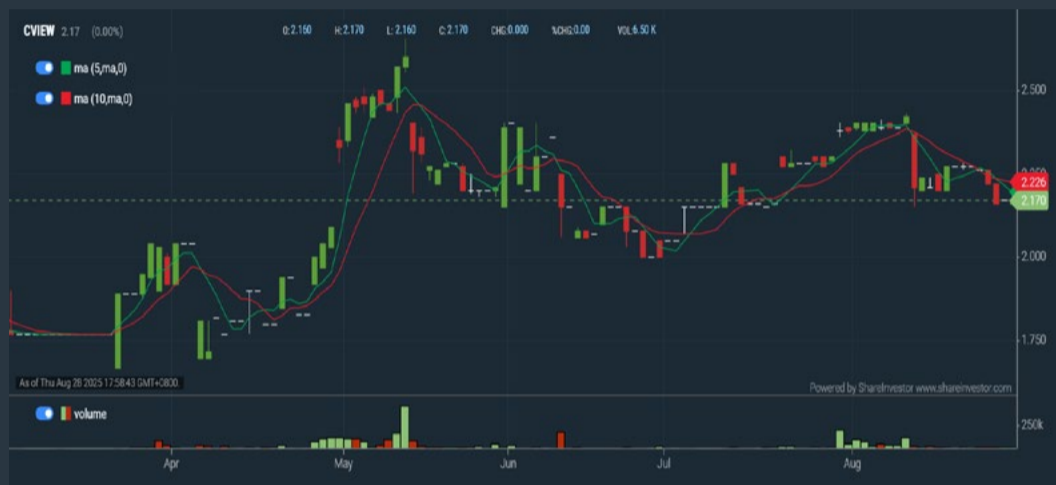 CVIEW 2.17 (0.00%) O:2.160 H:2.170 L: 2.160 C: 2.170 CHG:0.000 %CHG:0.00 VOL:6.50 K
ma (5,ma,0)
ma (10,ma,0)
2.500
2.226
2.170
2.000
1.750
As of Thu Aug 28 2025 17:58:43 GMT+0800.
Powered by ShareInvestor www.shareinvestor.com
volume
250k
Apr May Jun Jul Aug